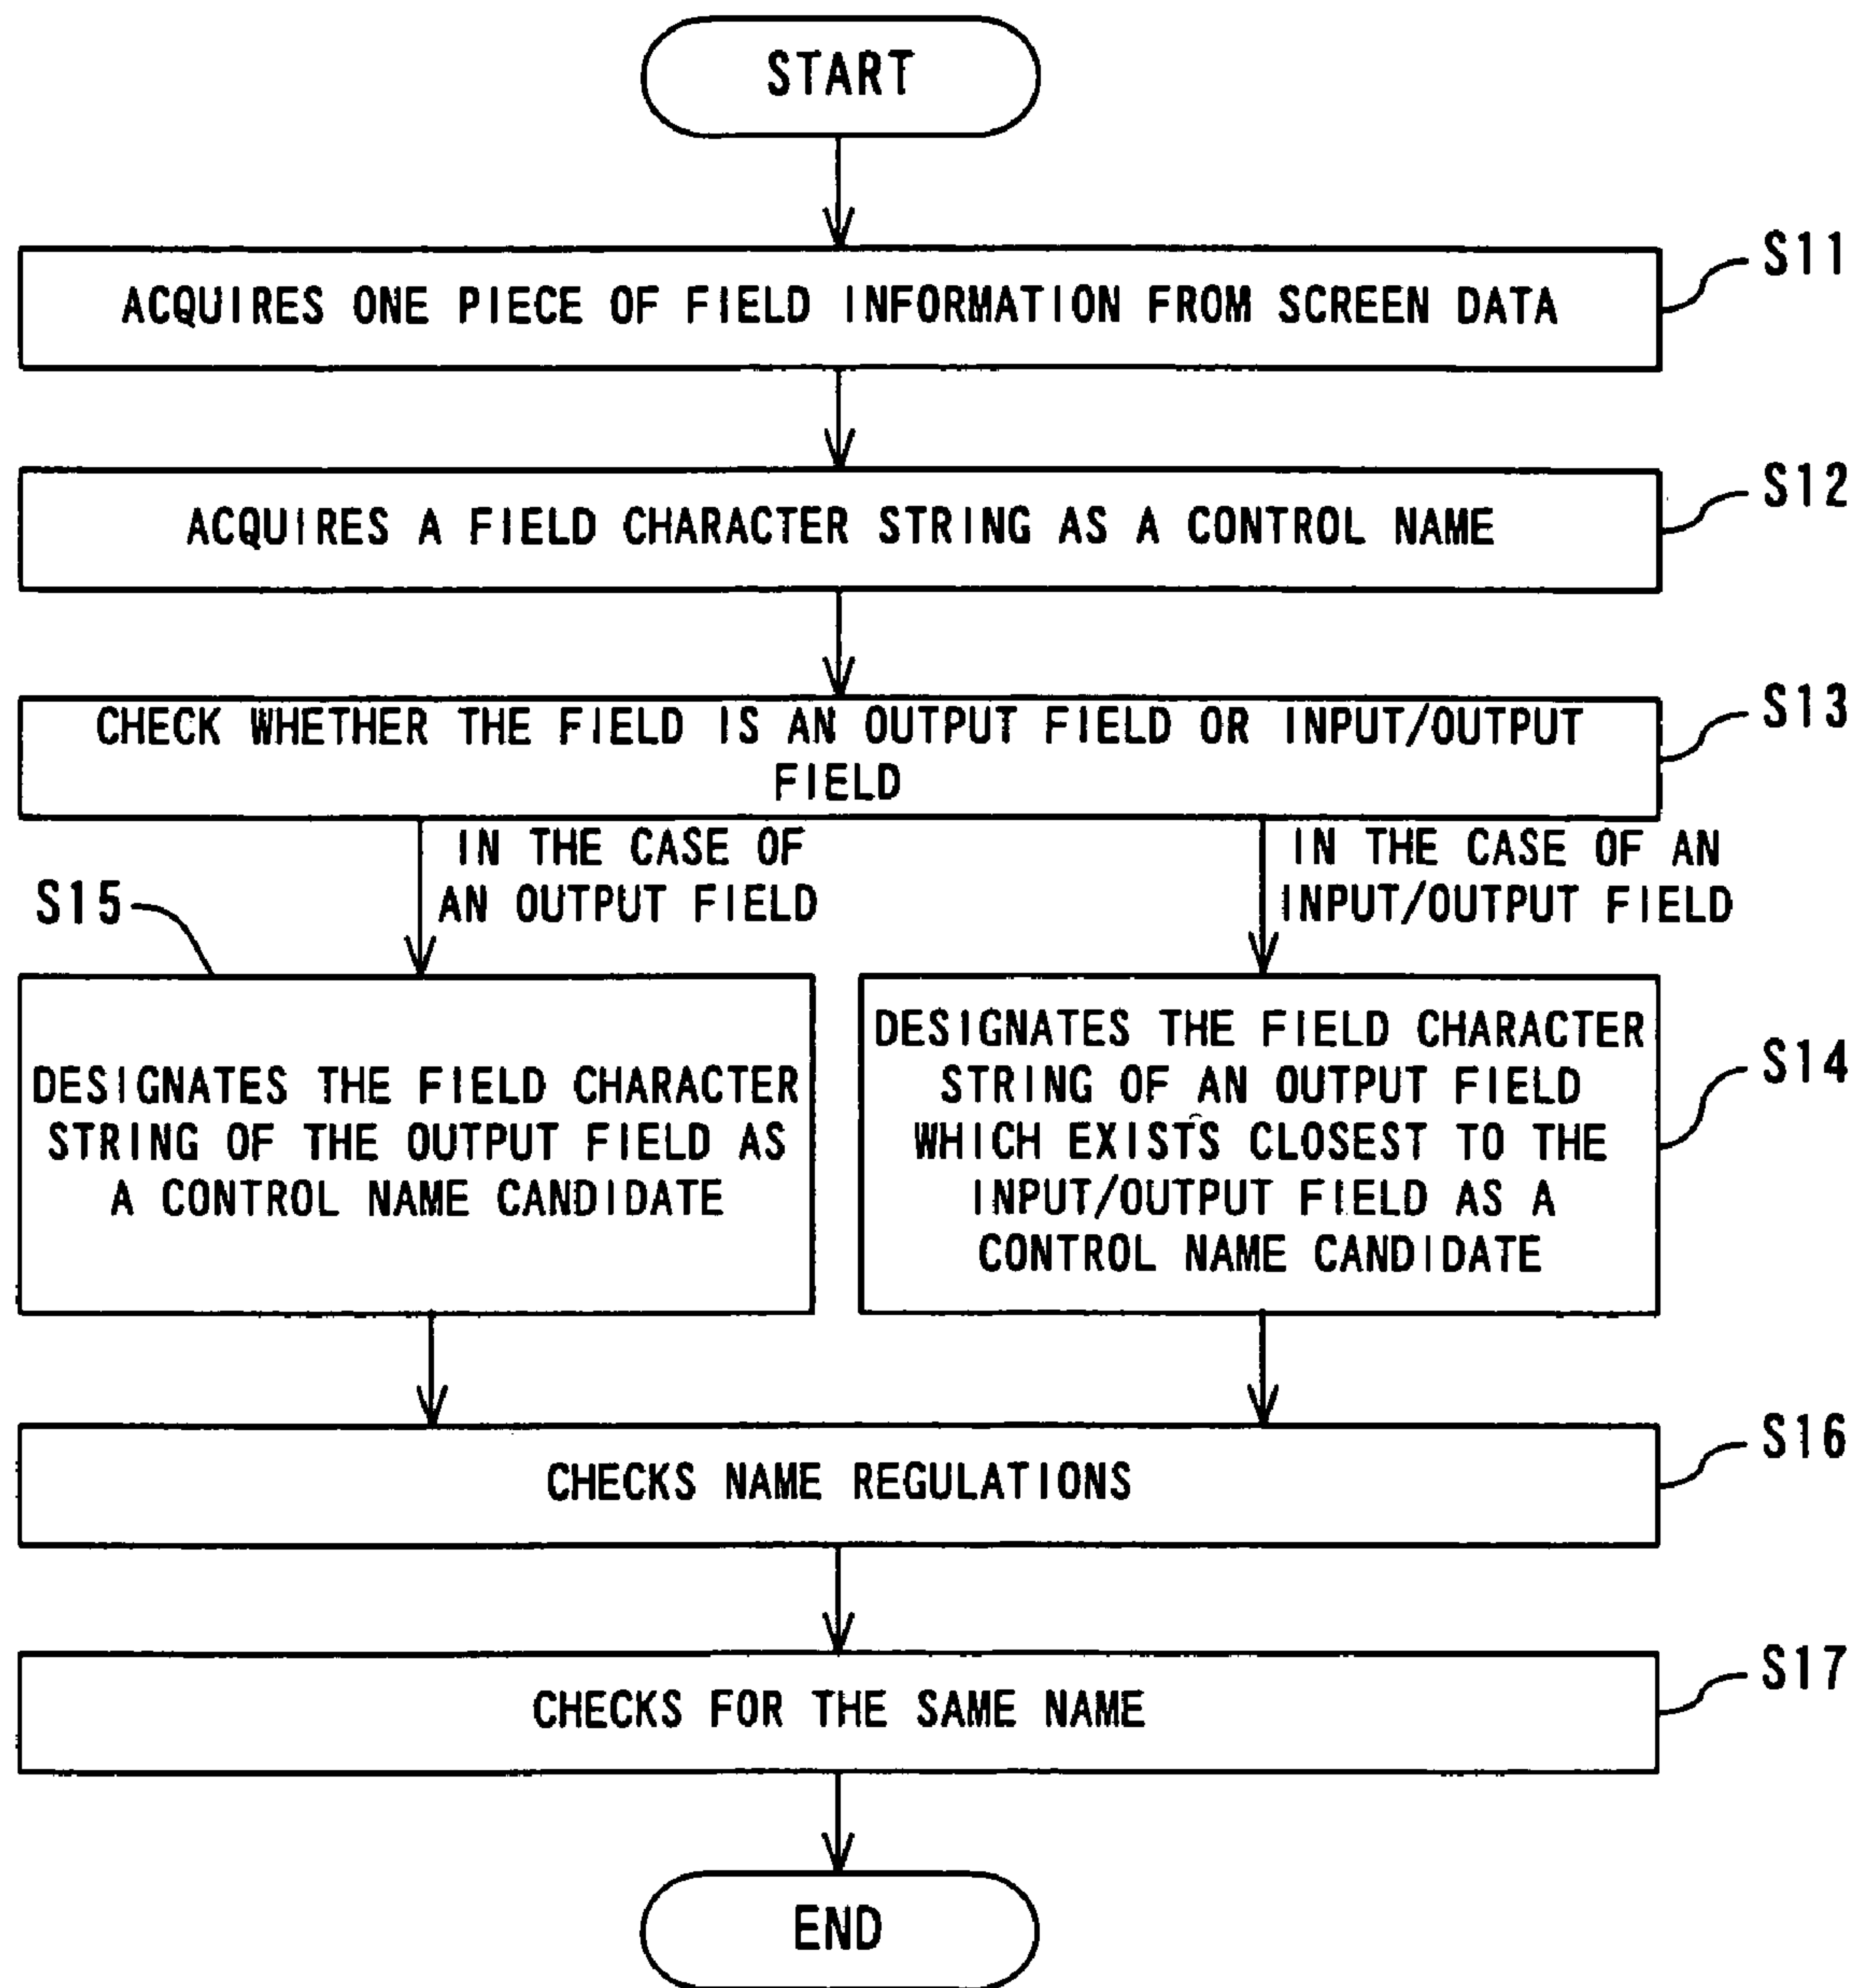 START
S11
ACQUIRES ONE PIECE OF FIELD INFORMATION FROM SCREEN DATA
S12
ACQUIRES A FIELD CHARACTER STRING AS A CONTROL NAME
S13
CHECK WHETHER THE FIELD IS AN OUTPUT FIELD OR INPUT/OUTPUT
FIELD
IN THE CASE OF
AN OUTPUT FIELD
IN THE CASE OF AN
INPUT/OUTPUT FIELD
S15
DESIGNATES THE FIELD CHARACTER
STRING OF THE OUTPUT FIELD AS
A CONTROL NAME CANDIDATE
DESIGNATES THE FIELD CHARACTER
STRING OF AN OUTPUT FIELD
WHICH EXISTS CLOSEST TO THE
INPUT/OUTPUT FIELD AS A
CONTROL NAME CANDIDATE
S14
S16
CHECKS NAME REGULATIONS
S17
CHECKS FOR THE SAME NAME
END